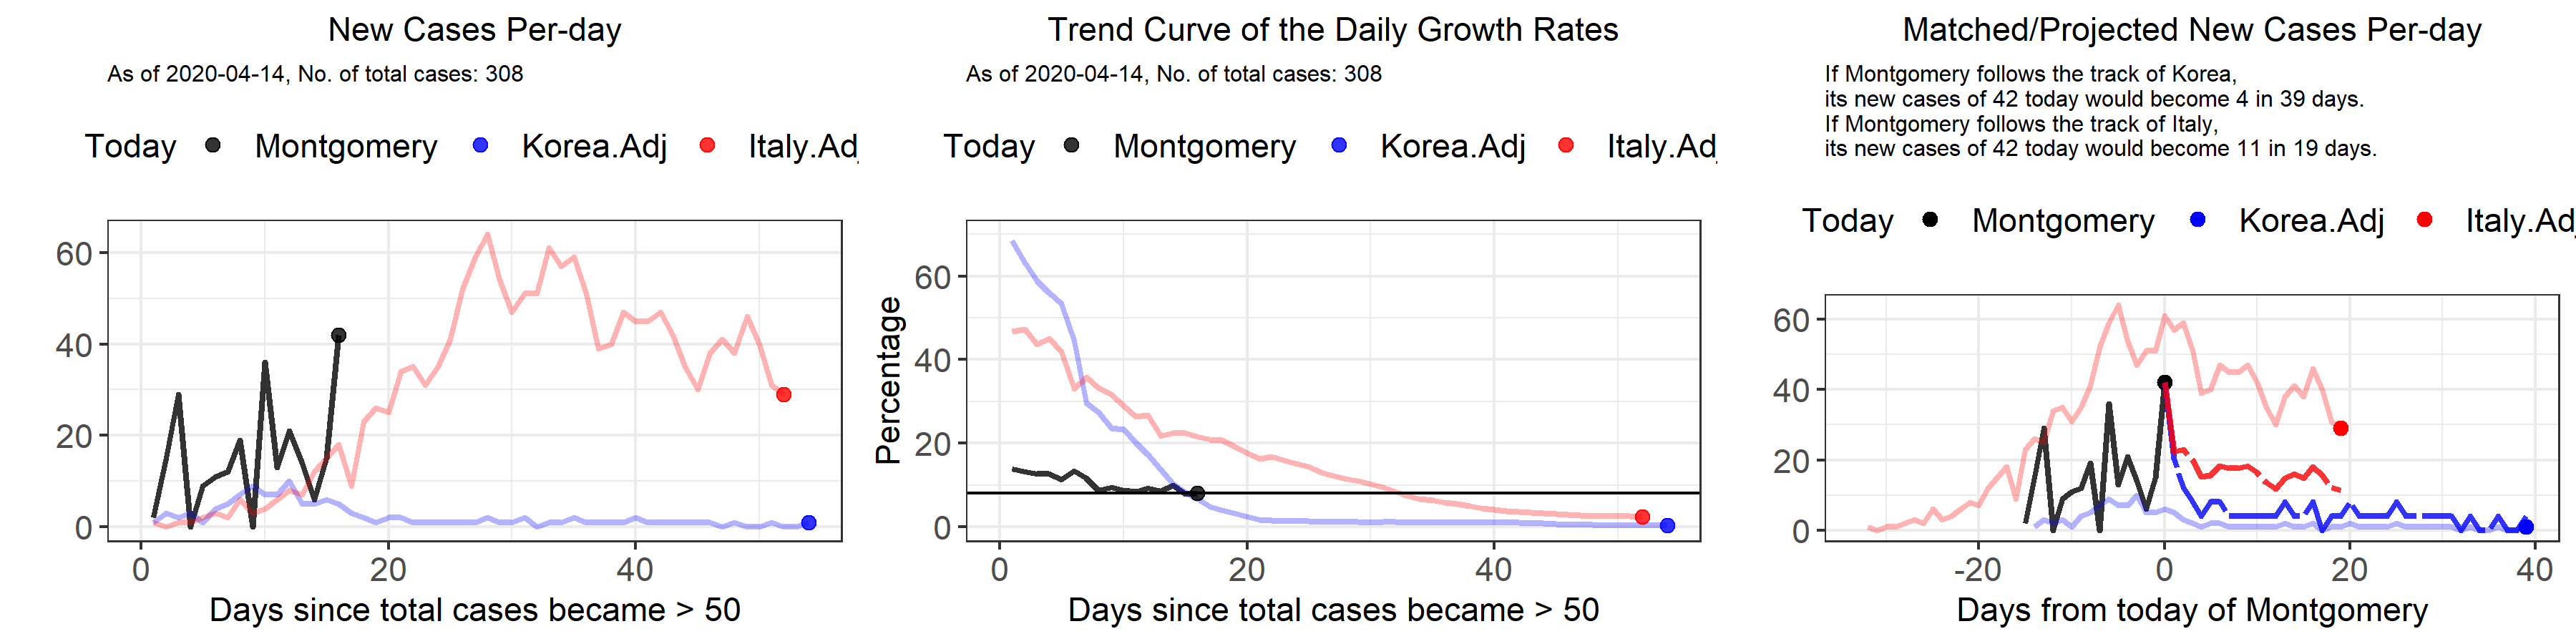 New Cases Per-day
As of 2020-04-14, No. of total cases: 308
Today Montgomery Korea.Adj Italy.Adj
60
40
20
0
0 20 40
Days since total cases became > 50
Trend Curve of the Daily Growth Rates
As of 2020-04-14, No. of total cases: 308
Today Montgomery Korea.Adj Italy.Adj
Percentage
60
40
20
0
0 20 40
Days since total cases became > 50
Matched/Projected New Cases Per-day
If Montgomery follows the track of Korea,
its new cases of 42 today would become 4 in 39 days.
If Montgomery follows the track of Italy,
its new cases of 42 today would become 11 in 19 days.
Today Montgomery Korea.Adj Italy.Adj
60
40
20
0
-20 0 20 40
Days from today of Montgomery